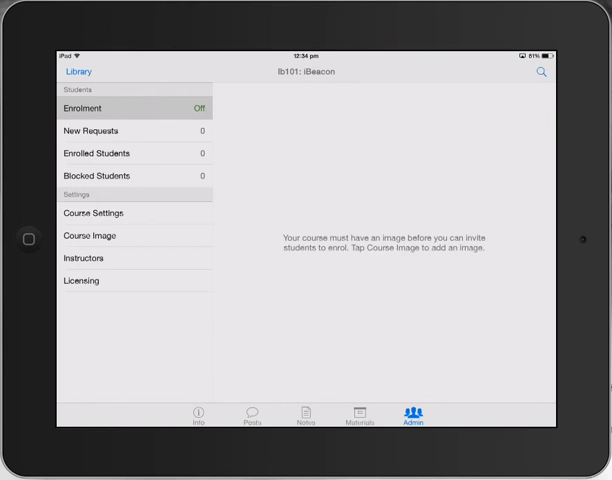 iPad
12:34 pm
81%
Library
Ib101: iBeacon
Students
Enrolment Off
New Requests 0
Enrolled Students 0
Blocked Students 0
Settings
Course Settings
Course Image
Instructors
Licensing
Your course must have an image before you can invite
students to enrol. Tap Course Image to add an image.
Info
Posts
Notes
Materials
Admin